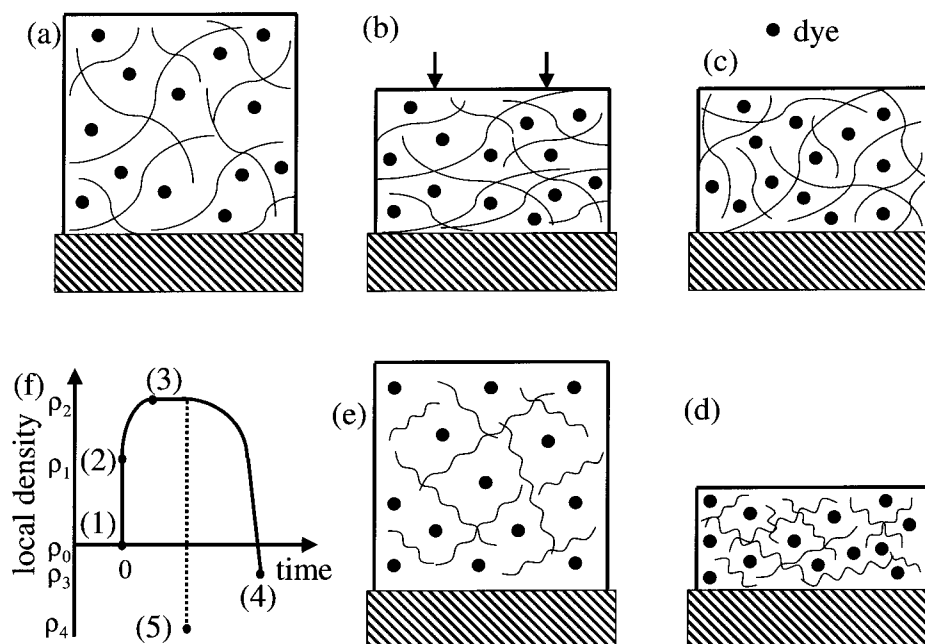 (a)
(b)
dye
(c)
(f)
local density
ρ₂
ρ₁
ρ₀
ρ₃
ρ₄
(1)
(2)
(3)
(4)
(5)
0
time
(e)
(d)